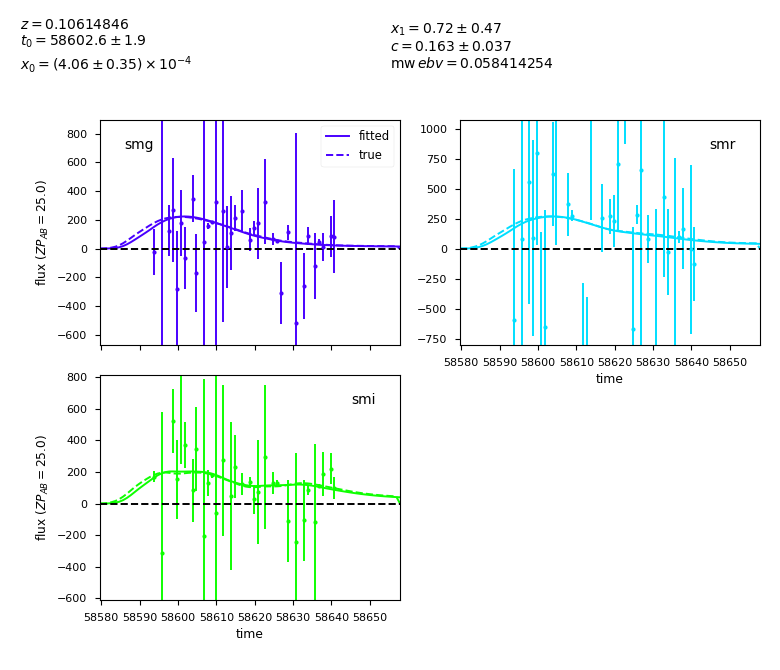 z = 0.10614846
t₀ = 58602.6 ± 1.9
x₀ = (4.06 ± 0.35) × 10⁻⁴
x₁ = 0.72 ± 0.47
c = 0.163 ± 0.037
mw ebv = 0.058414254
smg
fitted
true
800
600
400
200
0
−200
−400
−600
flux (ZP_AB = 25.0)
smr
1000
750
500
250
0
−250
−500
−750
58580 58590 58600 58610 58620 58630 58640 58650
time
smi
800
600
400
200
0
−200
−400
−600
flux (ZP_AB = 25.0)
58580 58590 58600 58610 58620 58630 58640 58650
time